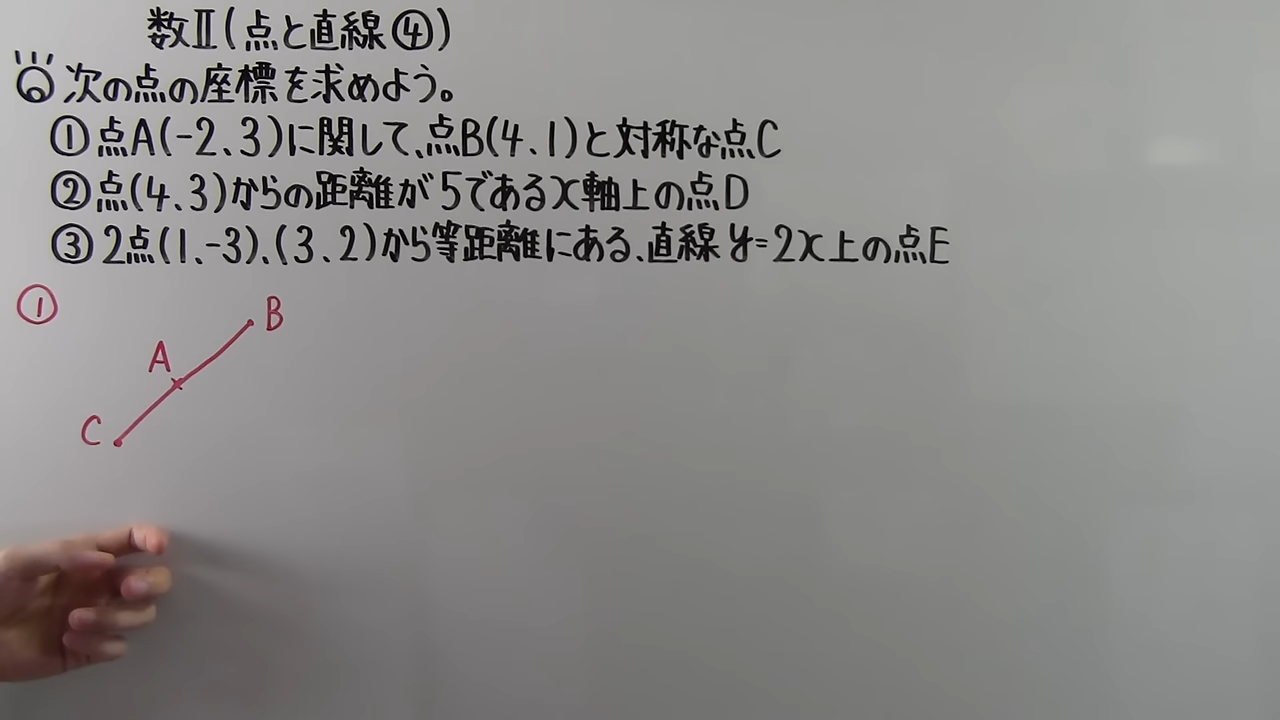 数Ⅱ(点と直線④)
次の点の座標を求めよう。
①点A(-2、3)に関して、点B(4、1)と対称な点C
②点(4、3)からの距離が5であるx軸上の点D
③2点(1、-3)、(3、2)から等距離にある、直線y=2x上の点E
①
B
A
C